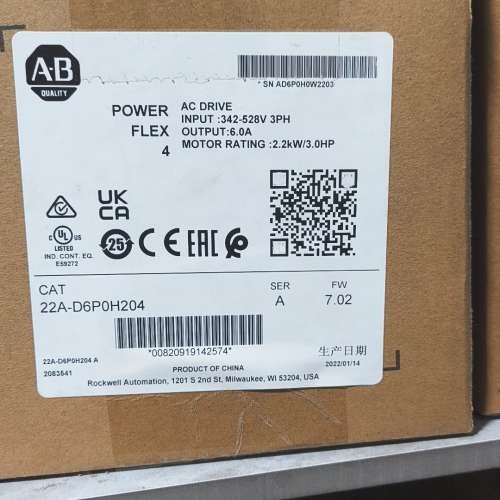 A-B
QUALITY
* SN AD6P0H0W2203
POWER FLEX 4
AC DRIVE
INPUT :342-528V 3PH
OUTPUT:6.0A
MOTOR RATING :2.2kW/3.0HP
UK CA
C UL US
LISTED
IND. CONT. EQ.
E59272
25
CE
EAC
CAT
22A-D6P0H204
SER
A
FW
7.02
22A-D6P0H204 A
2083541
*00820919142574*
生产日期
2022/01/14
PRODUCT OF CHINA
Rockwell Automation, 1201 S 2nd St, Milwaukee, WI 53204, USA